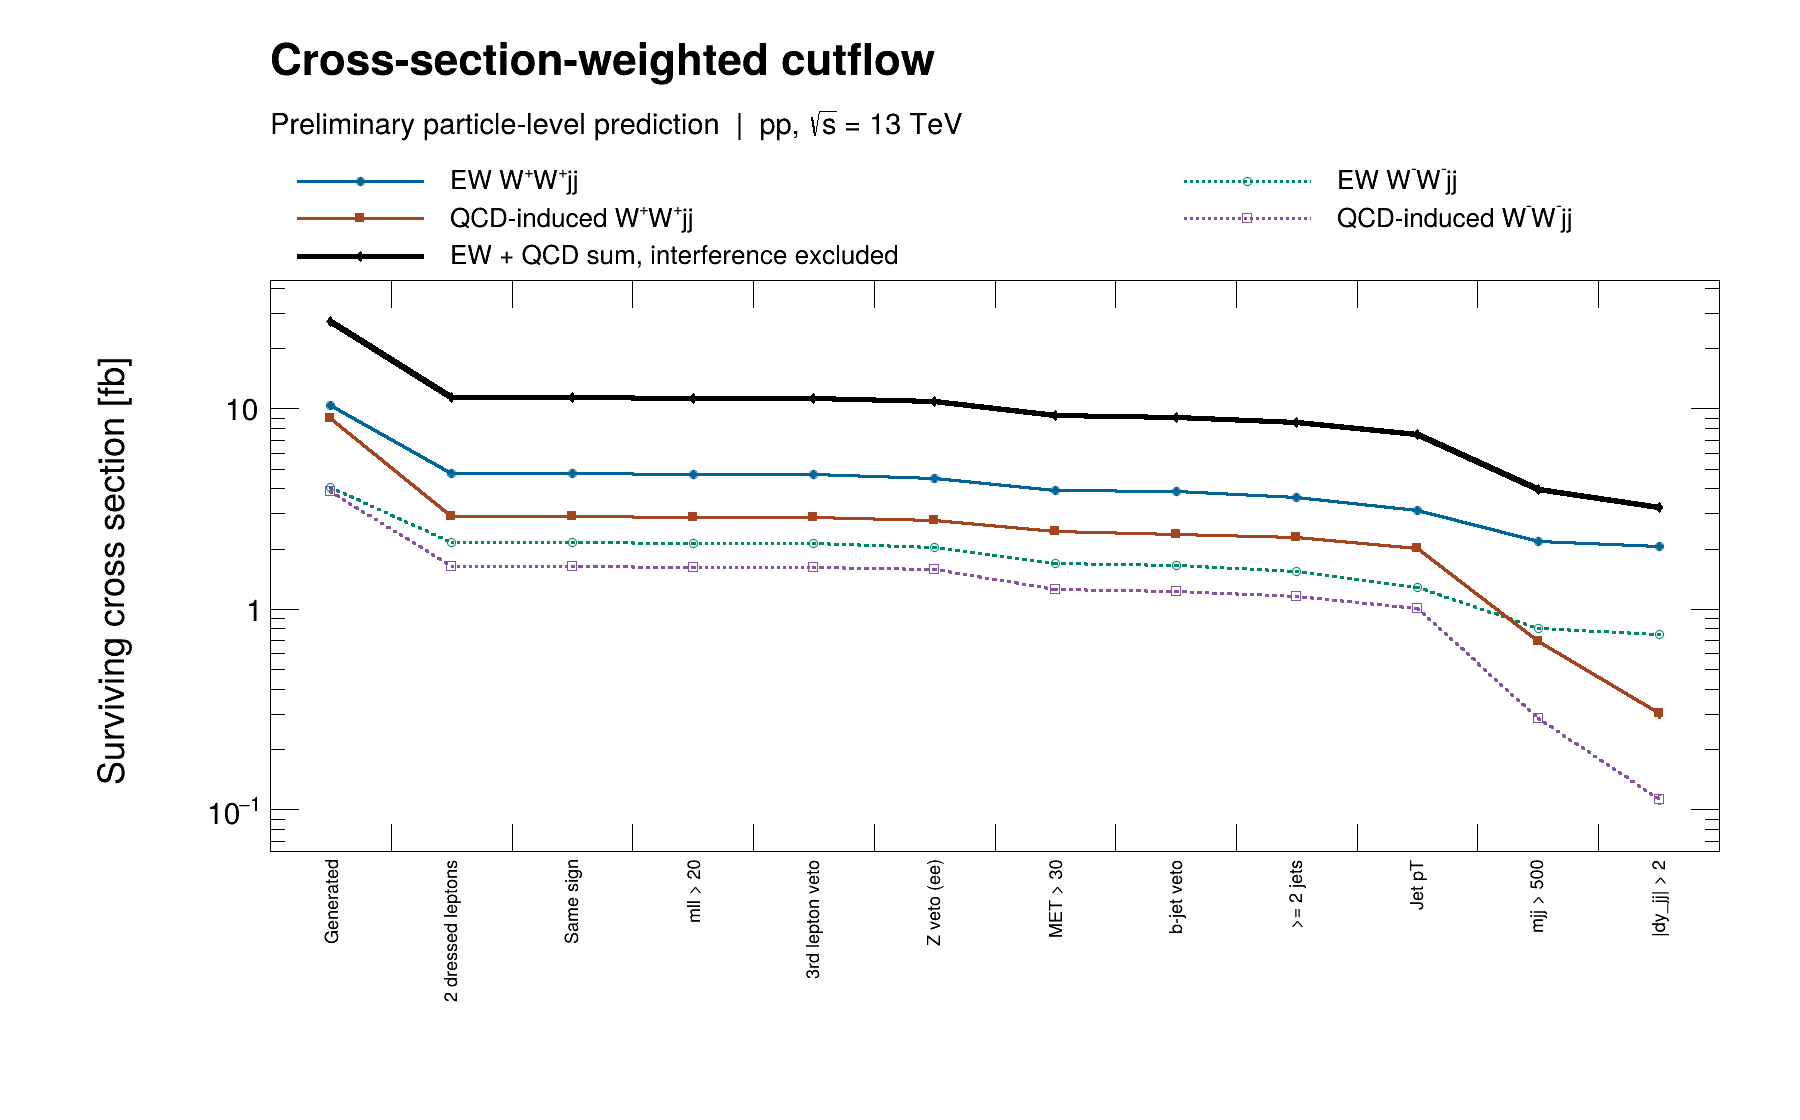 Cross-section-weighted cutflow
Preliminary particle-level prediction | pp, √s = 13 TeV
EW W⁺W⁺jj
EW W⁻W⁻jj
QCD-induced W⁺W⁺jj
QCD-induced W⁻W⁻jj
EW + QCD sum, interference excluded
Surviving cross section [fb]
10
1
10⁻¹
Generated
2 dressed leptons
Same sign
mll > 20
3rd lepton veto
Z veto (ee)
MET > 30
b-jet veto
>= 2 jets
Jet pT
mjj > 500
|dy_jj| > 2